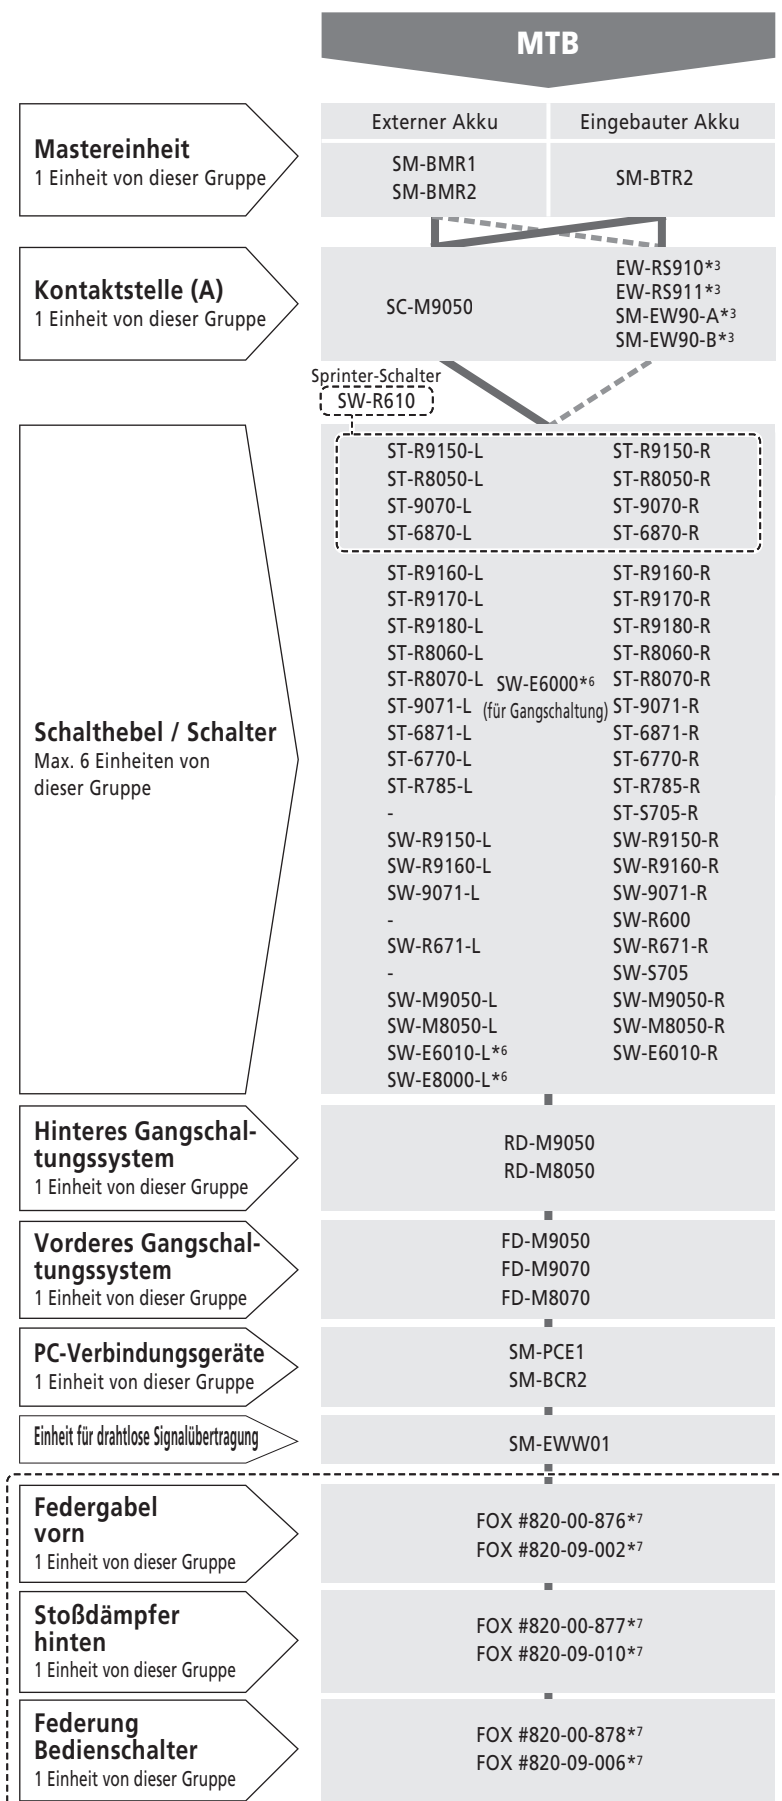 MTB
Externer Akku
Eingebauter Akku
Mastereinheit
1 Einheit von dieser Gruppe
SM-BMR1
SM-BMR2
SM-BTR2
Kontaktstelle (A)
1 Einheit von dieser Gruppe
SC-M9050
EW-RS910*3
EW-RS911*3
SM-EW90-A*3
SM-EW90-B*3
Sprinter-Schalter
SW-R610
Schalthebel / Schalter
Max. 6 Einheiten von
dieser Gruppe
ST-R9150-L ST-R9150-R
ST-R8050-L ST-R8050-R
ST-9070-L ST-9070-R
ST-6870-L ST-6870-R
ST-R9160-L ST-R9160-R
ST-R9170-L ST-R9170-R
ST-R9180-L ST-R9180-R
ST-R8060-L ST-R8060-R
ST-R8070-L SW-E6000*6 ST-R8070-R
ST-9071-L (für Gangschaltung) ST-9071-R
ST-6871-L ST-6871-R
ST-6770-L ST-6770-R
ST-R785-L ST-R785-R
- ST-S705-R
SW-R9150-L SW-R9150-R
SW-R9160-L SW-R9160-R
SW-9071-L SW-9071-R
- SW-R600
SW-R671-L SW-R671-R
- SW-S705
SW-M9050-L SW-M9050-R
SW-M8050-L SW-M8050-R
SW-E6010-L*6 SW-E6010-R
SW-E8000-L*6
Hinteres Gangschal-
tungssystem
1 Einheit von dieser Gruppe
RD-M9050
RD-M8050
Vorderes Gangschal-
tungssystem
1 Einheit von dieser Gruppe
FD-M9050
FD-M9070
FD-M8070
PC-Verbindungsgeräte
1 Einheit von dieser Gruppe
SM-PCE1
SM-BCR2
Einheit für drahtlose Signalübertragung
SM-EWW01
Federgabel
vorn
1 Einheit von dieser Gruppe
FOX #820-00-876*7
FOX #820-09-002*7
Stoßdämpfer
hinten
1 Einheit von dieser Gruppe
FOX #820-00-877*7
FOX #820-09-010*7
Federung
Bedienschalter
1 Einheit von dieser Gruppe
FOX #820-00-878*7
FOX #820-09-006*7